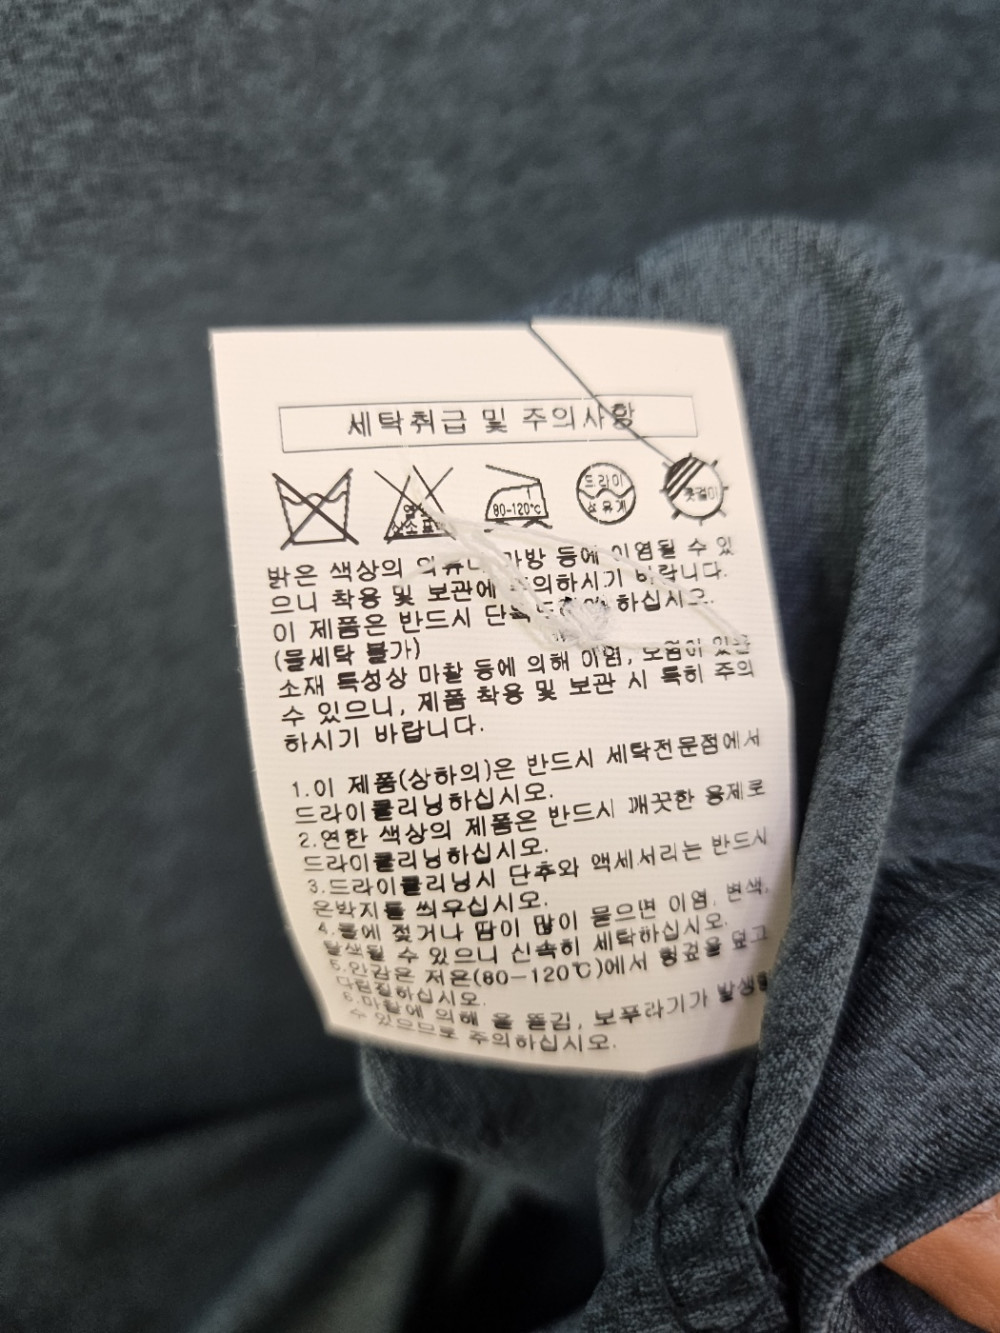 세탁취급 및 주의사항
80-120℃
드라이
석유계
옷걸이
밝은 색상의 의류나 가방 등에 이염될 수 있
으니 착용 및 보관에 주의하시기 바랍니다.
이 제품은 반드시 단독 하십시오.
(물세탁 불가)
소재 특성상 마찰 등에 의해 이염, 오염이 있을
수 있으니, 제품 착용 및 보관 시 특히 주의
하시기 바랍니다.
1.이 제품(상하의)은 반드시 세탁전문점에서
드라이클리닝하십시오.
2.연한 색상의 제품은 반드시 깨끗한 용제로
드라이클리닝하십시오.
3.드라이클리닝시 단추와 액세서리는 반드시
은박지를 씌우십시오.
4.물에 젖거나 땀이 많이 묻으면 이염, 변색,
탈색될 수 있으니 신속히 세탁하십시오.
5.안감은 저온(80-120℃)에서 헝겊을 덮고
다림질하십시오.
6.마찰에 의해 올 뜯김, 보푸라기가 발생할
수 있으므로 주의하십시오.